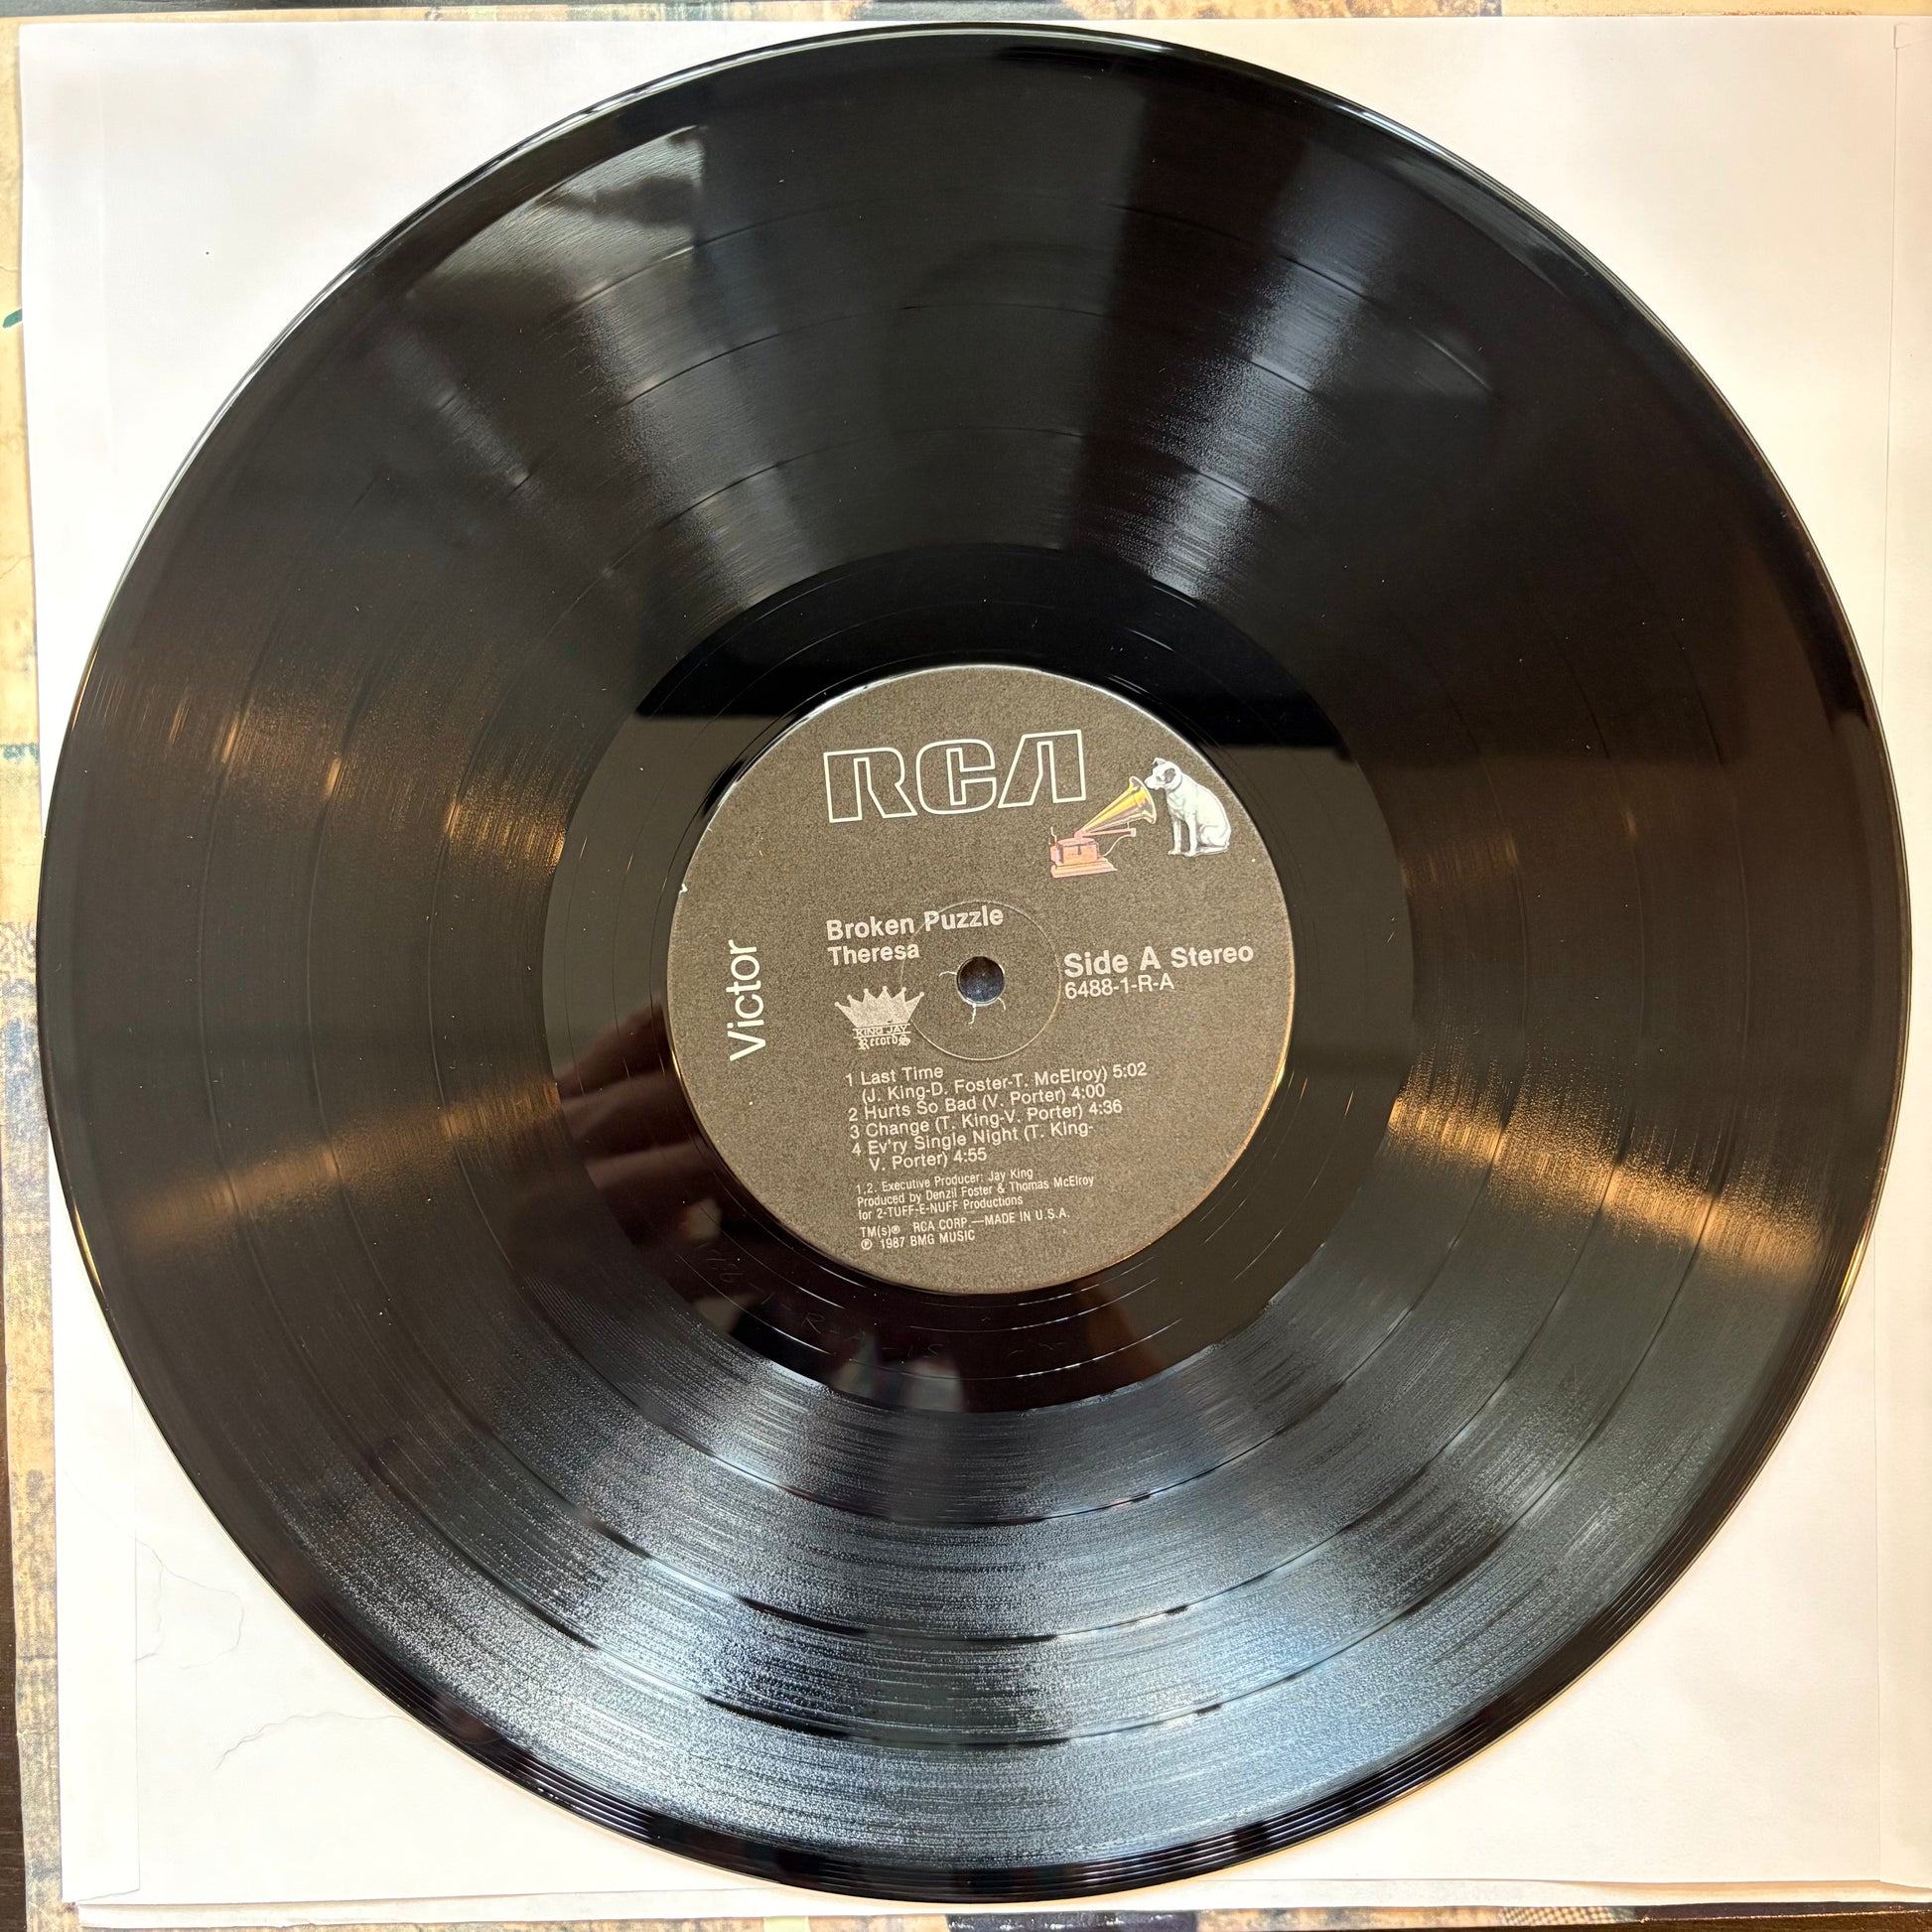 RCA
Victor
Broken Puzzle
Theresa
Side A Stereo
6488-1-R-A
KING JAY
Records
1 Last Time
(J. King-D. Foster-T. McElroy) 5:02
2 Hurts So Bad (V. Porter) 4:00
3 Change (T. King-V. Porter) 4:36
4 Ev'ry Single Night (T. King-
V. Porter) 4:55
1,2. Executive Producer: Jay King
Produced by Denzil Foster & Thomas McElroy
for 2-TUFF-E-NUFF Productions
TM(s)® RCA CORP.—MADE IN U.S.A.
℗ 1987 BMG MUSIC